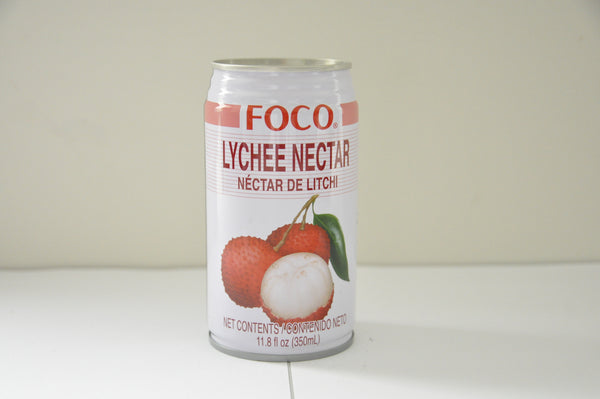 FOCO®
LYCHEE NECTAR
NÉCTAR DE LITCHI
NET CONTENTS / CONTENIDO NETO
11.8 fl oz (350mL)